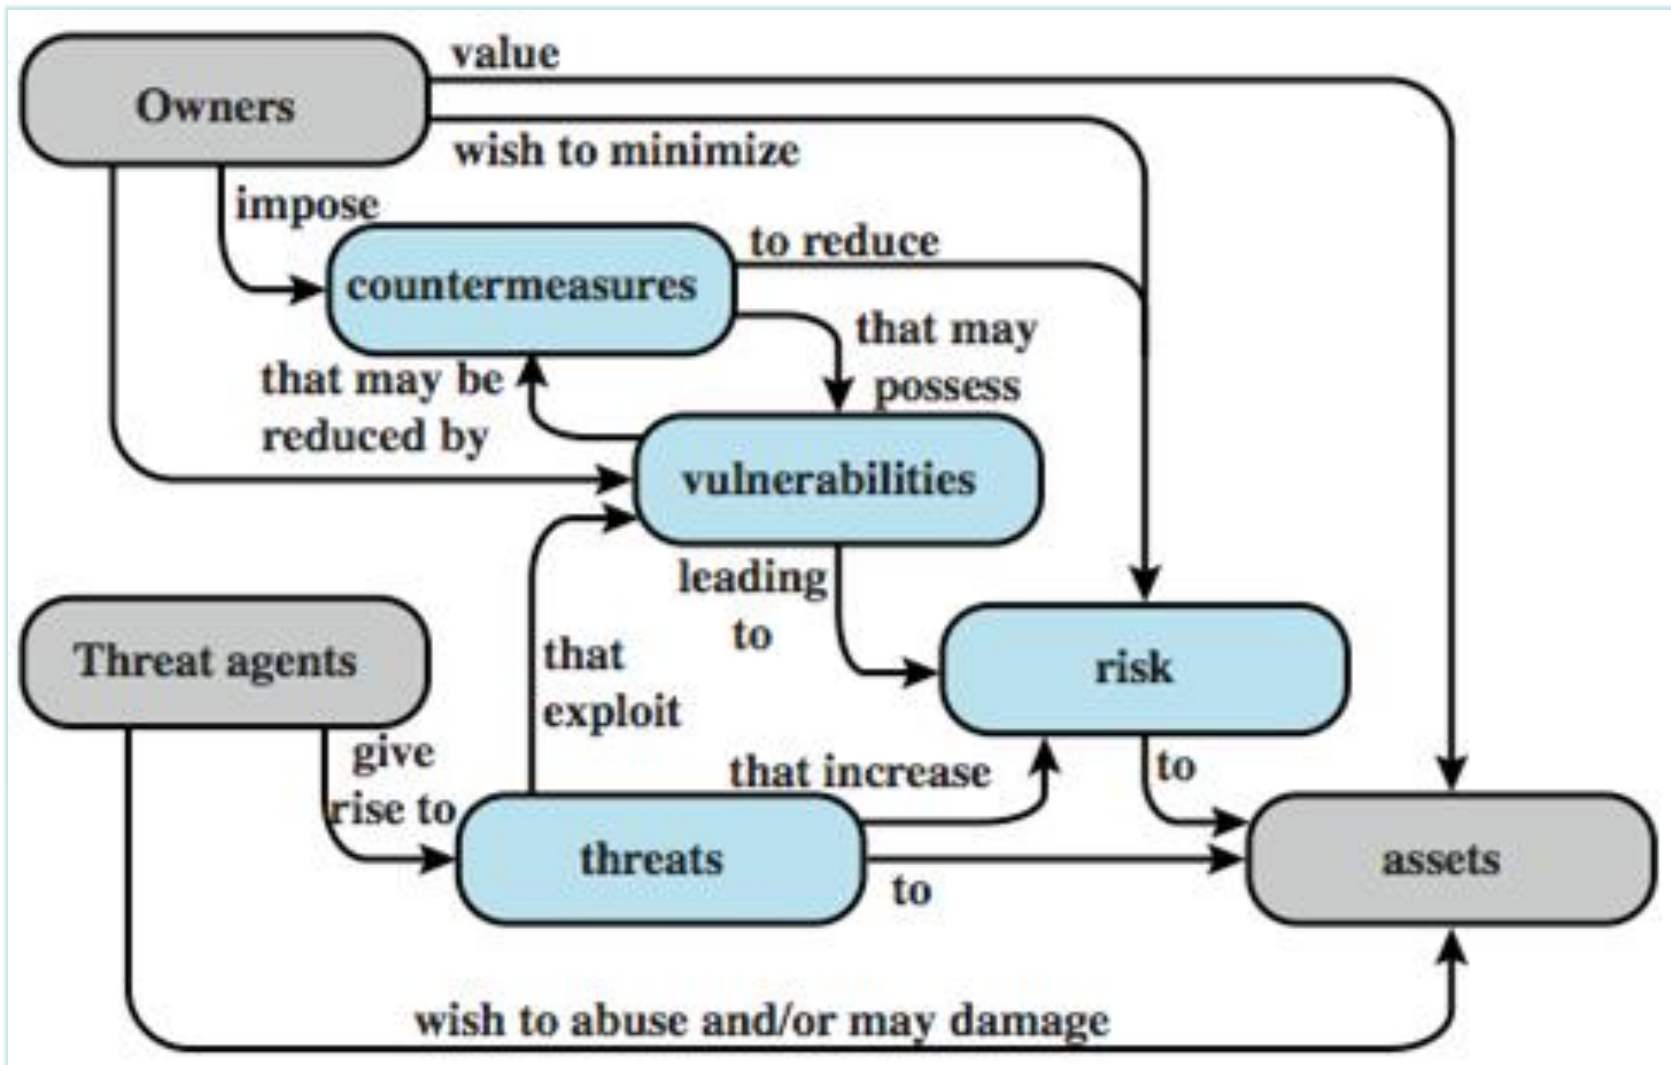 value
Owners
wish to minimize
impose
to reduce
countermeasures
that may
possess
that may be
reduced by
vulnerabilities
leading
to
Threat agents
that
exploit
risk
give
rise to
that increase
to
threats
to
assets
wish to abuse and/or may damage